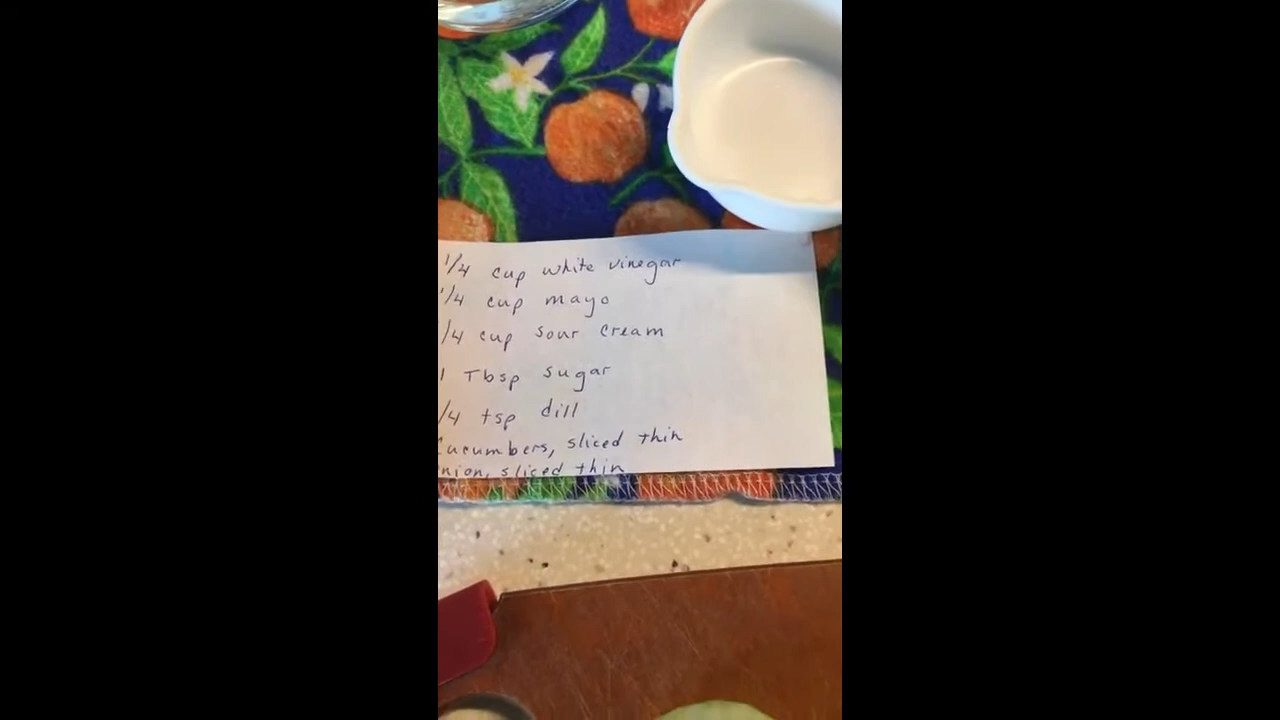 1/4 cup white vinegar
1/4 cup mayo
/4 cup sour cream
1 Tbsp sugar
/4 tsp dill
Cucumbers, sliced thin
nion, sliced thin